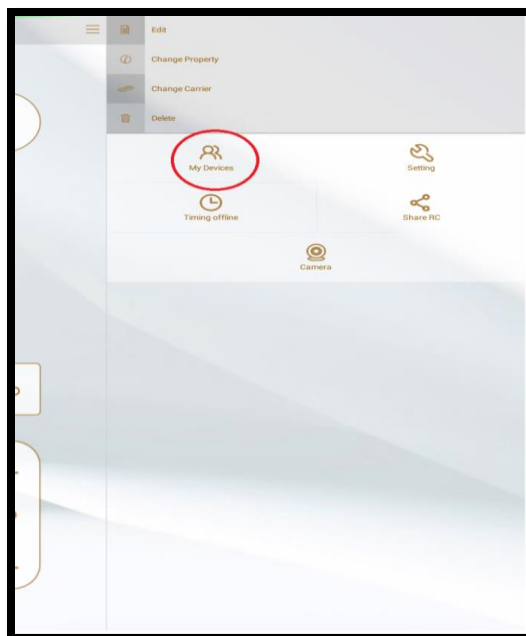 Edit
Change Property
Change Carrier
Delete
My Devices
Setting
Timing offline
Share RC
Camera